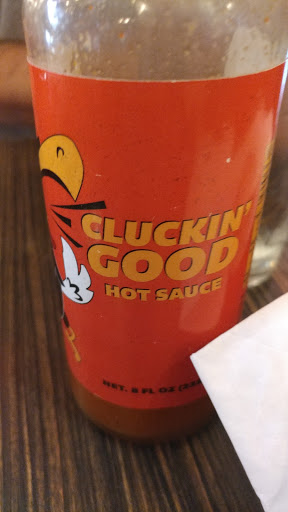 CLUCKIN'
GOOD
HOT SAUCE
NET. 8 FL OZ